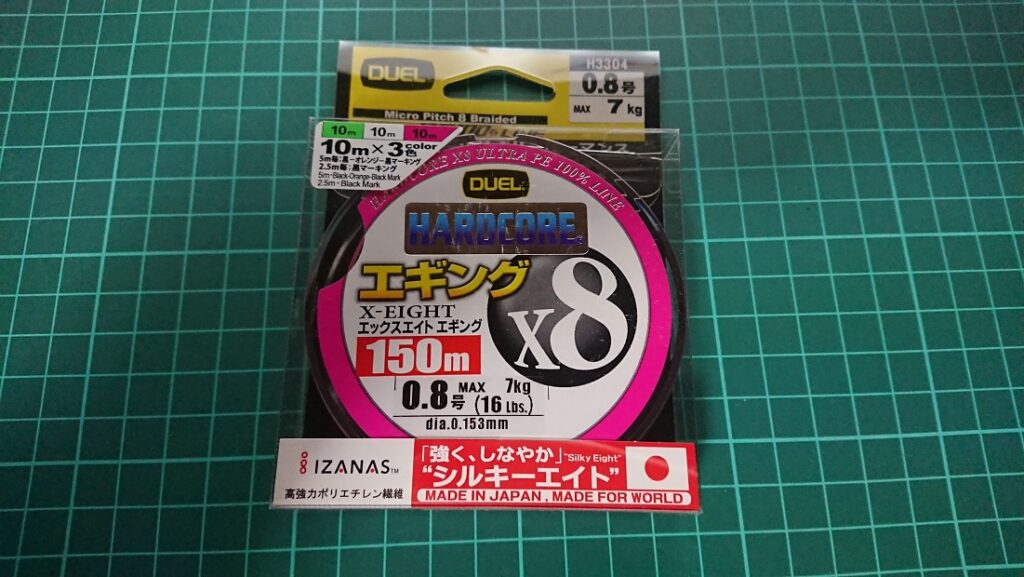 DUEL
H3304
0.8号
MAX 7kg
Micro Pitch 8 Braided
10m 10m 10m
10m×3色 color
5m毎:黒-オレンジ-黒マーキング
2.5m毎:黒マーキング
5m-Black-Orange-Black Mark
2.5m-Black Mark
HARDCORE X8 ULTRA PE 100% LINE
DUEL
HARDCORE
エギング
X-EIGHT
エックスエイト エギング
x8
150m
0.8号 MAX 7kg
(16 Lbs.)
dia.0.153mm
IZANAS™
高強力ポリエチレン繊維
「強く、しなやか」"Silky Eight"
"シルキーエイト"
MADE IN JAPAN, MADE FOR WORLD